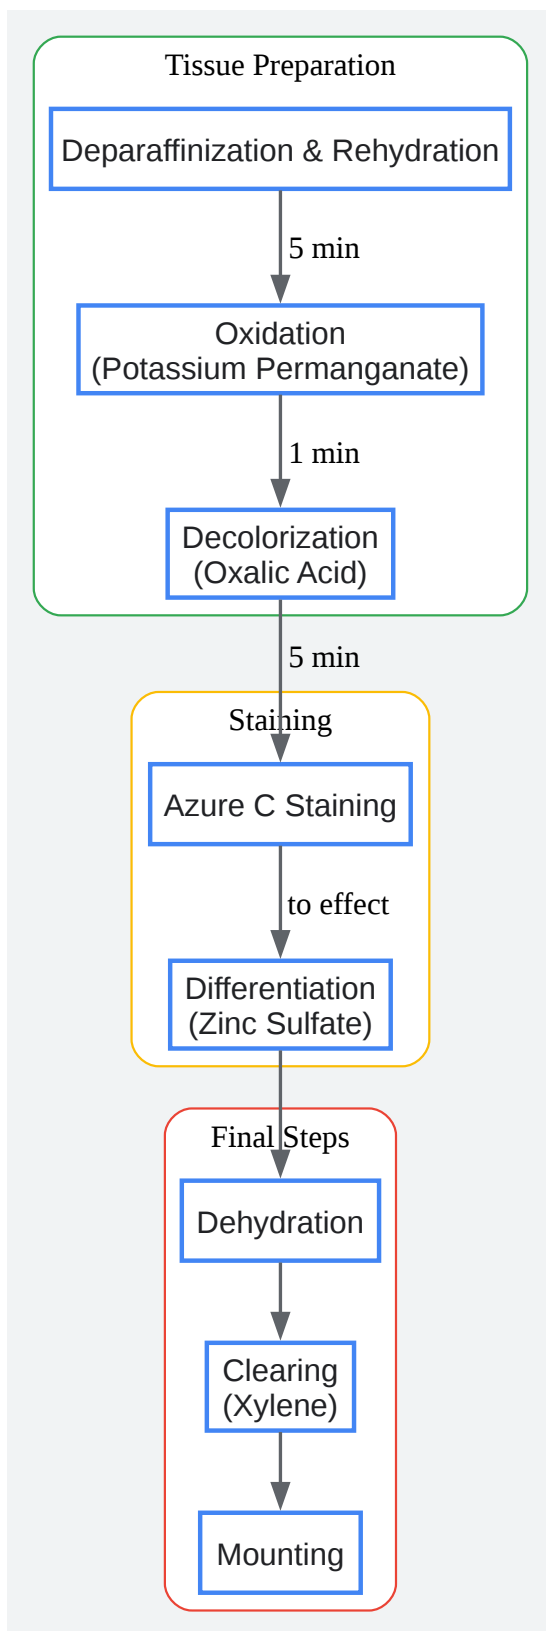 Tissue Preparation
Deparaffinization & Rehydration
5 min
Oxidation
(Potassium Permanganate)
1 min
Decolorization
(Oxalic Acid)
5 min
Staining
Azure C Staining
to effect
Differentiation
(Zinc Sulfate)
Final Steps
Dehydration
Clearing
(Xylene)
Mounting